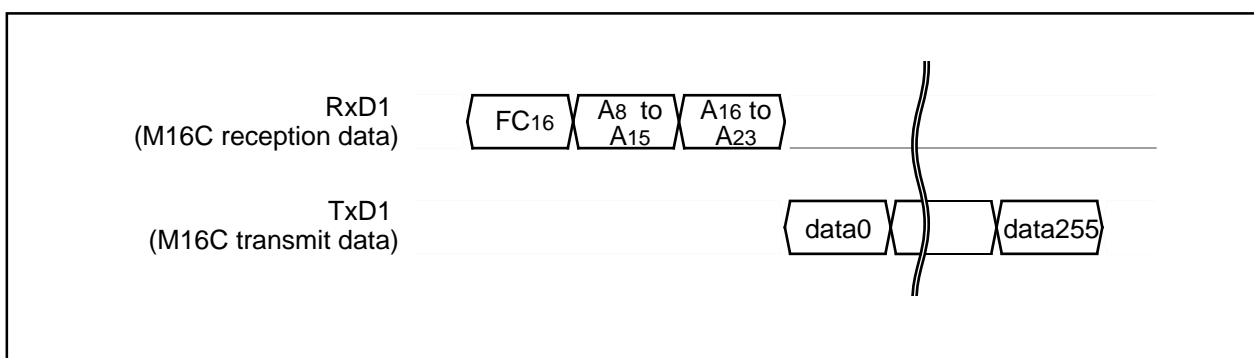 RxD1
(M16C reception data)
FC16
A8 to
A15
A16 to
A23
TxD1
(M16C transmit data)
data0
data255